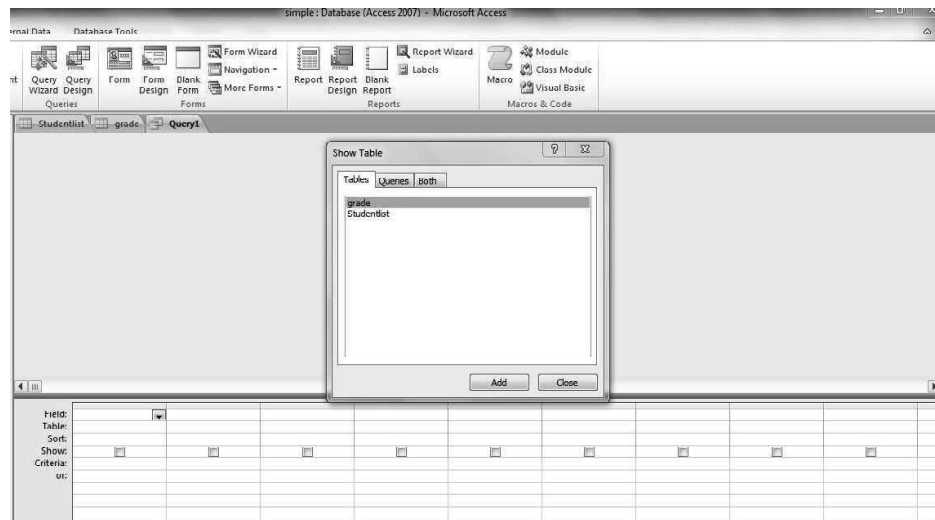 simple : Database (Access 2007) - Microsoft Access
ernal Data Database Tools
nt Query Wizard Query Design Form Form Design Blank Form Form Wizard Navigation More Forms Report Report Design Blank Report Report Wizard Labels Macro Module Class Module Visual Basic
Queries Forms Reports Macros & Code
Studentlist grade Query1
Show Table
Tables Queries Both
grade
Studentlist
Add Close
Field:
Table:
Sort:
Show:
Criteria:
or: